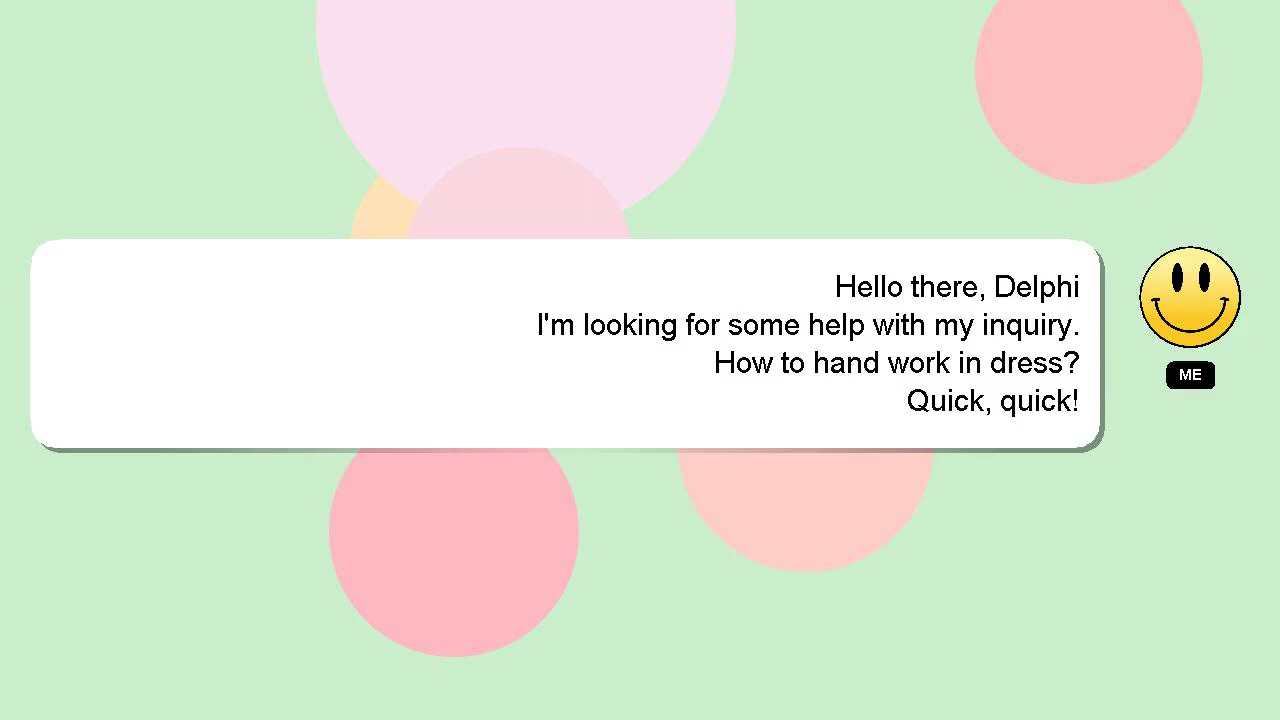 Hello there, Delphi
I'm looking for some help with my inquiry.
How to hand work in dress?
Quick, quick!
ME